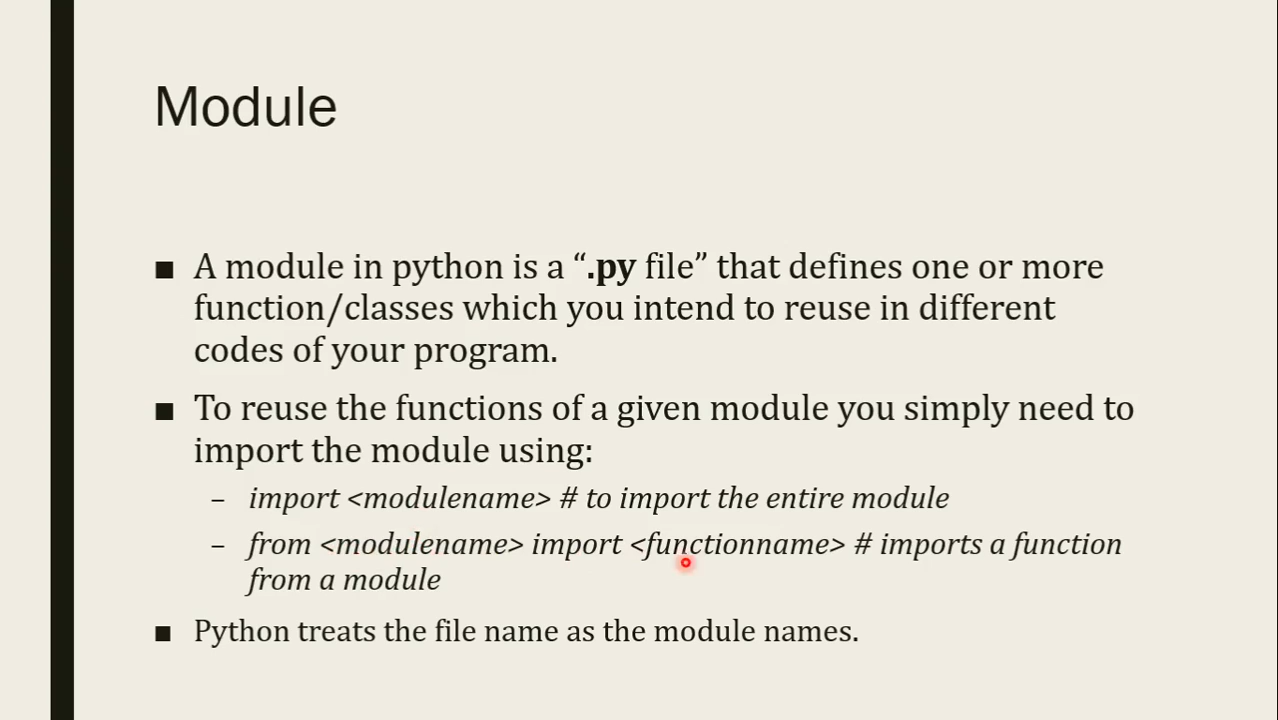 Module
■ A module in python is a “.py file” that defines one or more
function/classes which you intend to reuse in different
codes of your program.
■ To reuse the functions of a given module you simply need to
import the module using:
– import <modulename> # to import the entire module
– from <modulename> import <functionname> # imports a function
from a module
■ Python treats the file name as the module names.